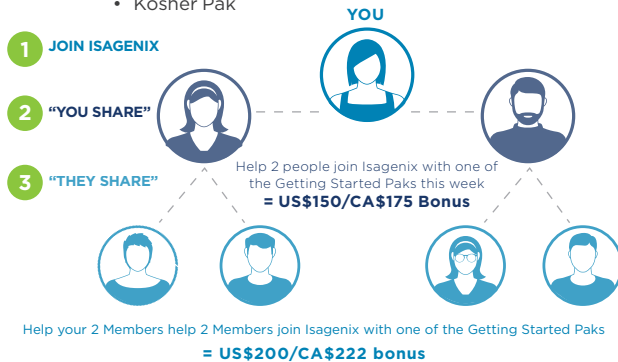 • Kosher Pak
YOU
1 JOIN ISAGENIX
2 “YOU SHARE”
Help 2 people join Isagenix with one of
the Getting Started Paks this week
= US$150/CA$175 Bonus
3 “THEY SHARE”
Help your 2 Members help 2 Members join Isagenix with one of the Getting Started Paks
= US$200/CA$222 bonus